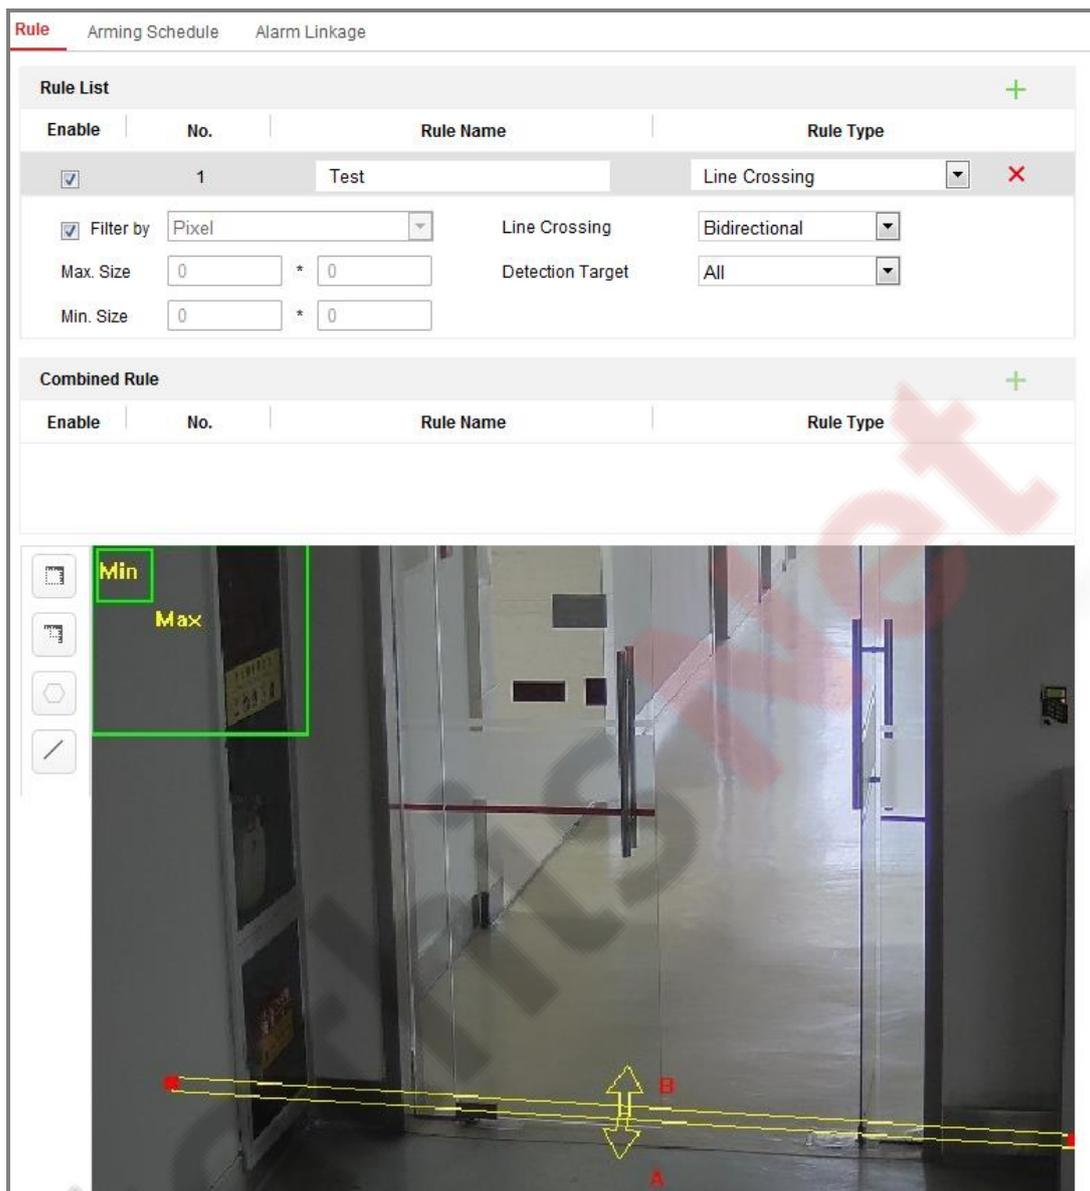 Rule Arming Schedule Alarm Linkage
Rule List
Enable No. Rule Name Rule Type
1 Test Line Crossing
Filter by Pixel Line Crossing Bidirectional
Max. Size 0 * 0 Detection Target All
Min. Size 0 * 0
Combined Rule
Enable No. Rule Name Rule Type
Min
Max
B
A